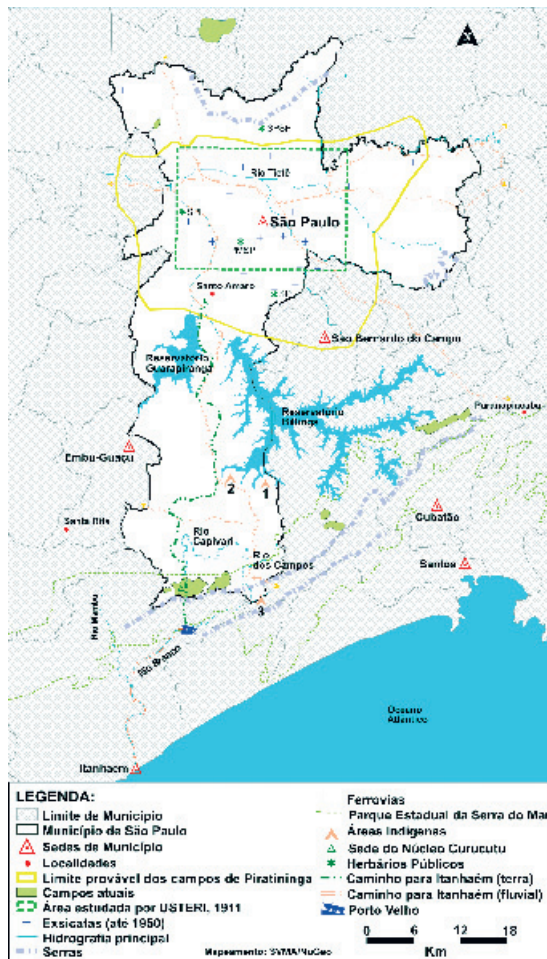 SPSF
Rio Tietê
SPF
São Paulo
Santo Amaro
São Bernardo do Campo
Reservatório
Guarapiranga
Reservatório
Billings
Paranapiacaba
Embu-Guaçu
2
1
Cubatão
Santa Rita
Rio
Capivari
Rio
dos Campos
Santos
3
Rio Mambu
Rio Branco
Oceano
Atlântico
Itanhaém
LEGENDA:
Limite de Município
Município de São Paulo
Sedes de Município
Localidades
Limite provável dos campos de Piratininga
Campos atuais
Área estudada por USTERI, 1911
Exsicatas (até 1950)
Hidrografia principal
Serras
Ferrovias
Parque Estadual da Serra do Mar
Áreas Indígenas
Sede do Núcleo Curucutu
Herbários Públicos
Caminho para Itanhaém (terra)
Caminho para Itanhaém (fluvial)
Porto Velho
0 6 12 18
Km
Mapeamento: SVMA/NuGeo